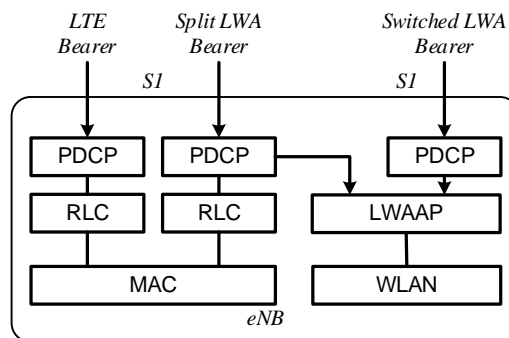 LTE Split LWA Switched LWA
Bearer Bearer Bearer
S1 S1
PDCP PDCP PDCP
RLC RLC LWAAP
MAC WLAN
eNB